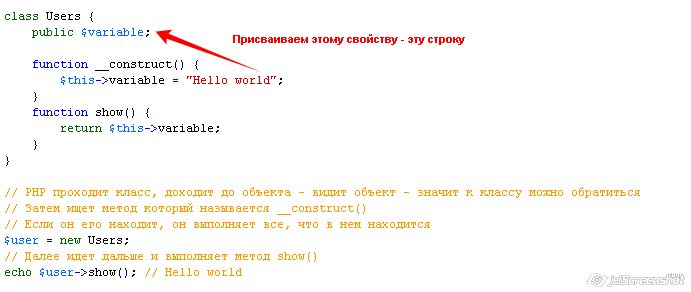 class Users {
public $variable;
Присваиваем этому свойству - эту строку
function __construct() {
$this->variable = "Hello world";
}
function show() {
return $this->variable;
}
}
// PHP проходит класс, доходит до объекта - видит объект - значит к классу можно обратиться
// Затем ищет метод который называется __construct()
// Если он его находит, он выполняет все, что в нем находится
$user = new Users;
// Далее идет дальше и выполняет метод show()
echo $user->show(); // Hello world
jetScreenshot